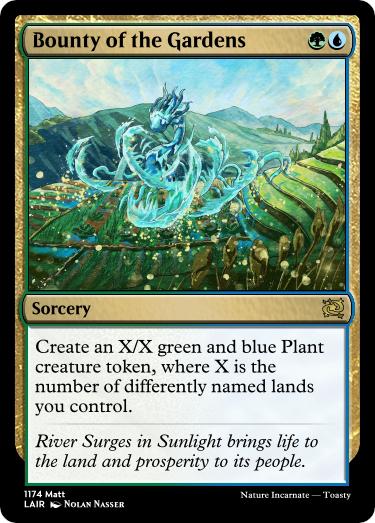 Bounty of the Gardens
Sorcery
Create an X/X green and blue Plant
creature token, where X is the
number of differently named lands
you control.
River Surges in Sunlight brings life to
the land and prosperity to its people.
1174 Matt
Nature Incarnate — Toasty
LAIR Nolan Nasser